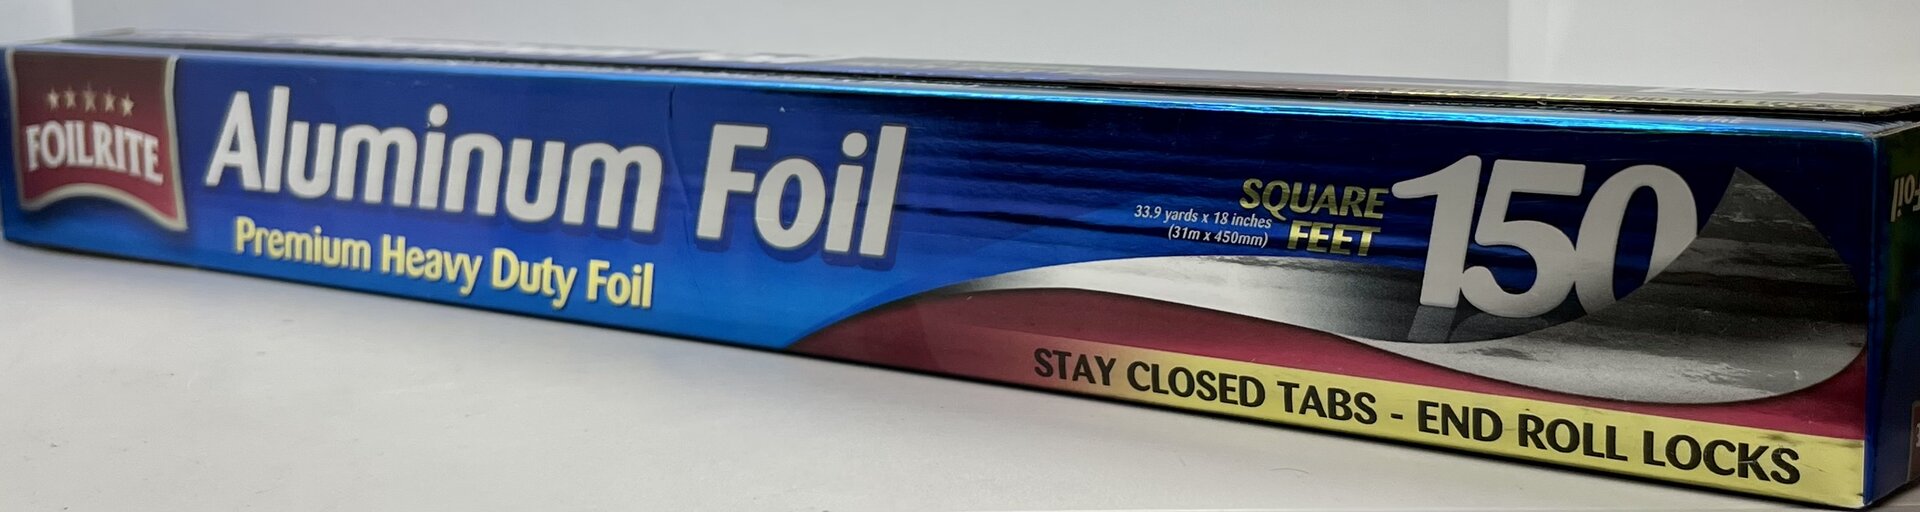 FOILRITE
Aluminum Foil
Premium Heavy Duty Foil
33.9 yards x 18 inches
(31m x 450mm)
SQUARE
FEET
150
STAY CLOSED TABS - END ROLL LOCKS